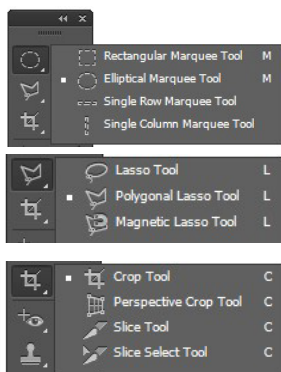 Rectangular Marquee Tool M
Elliptical Marquee Tool M
Single Row Marquee Tool
Single Column Marquee Tool
Lasso Tool L
Polygonal Lasso Tool L
Magnetic Lasso Tool L
Crop Tool C
Perspective Crop Tool C
Slice Tool C
Slice Select Tool C